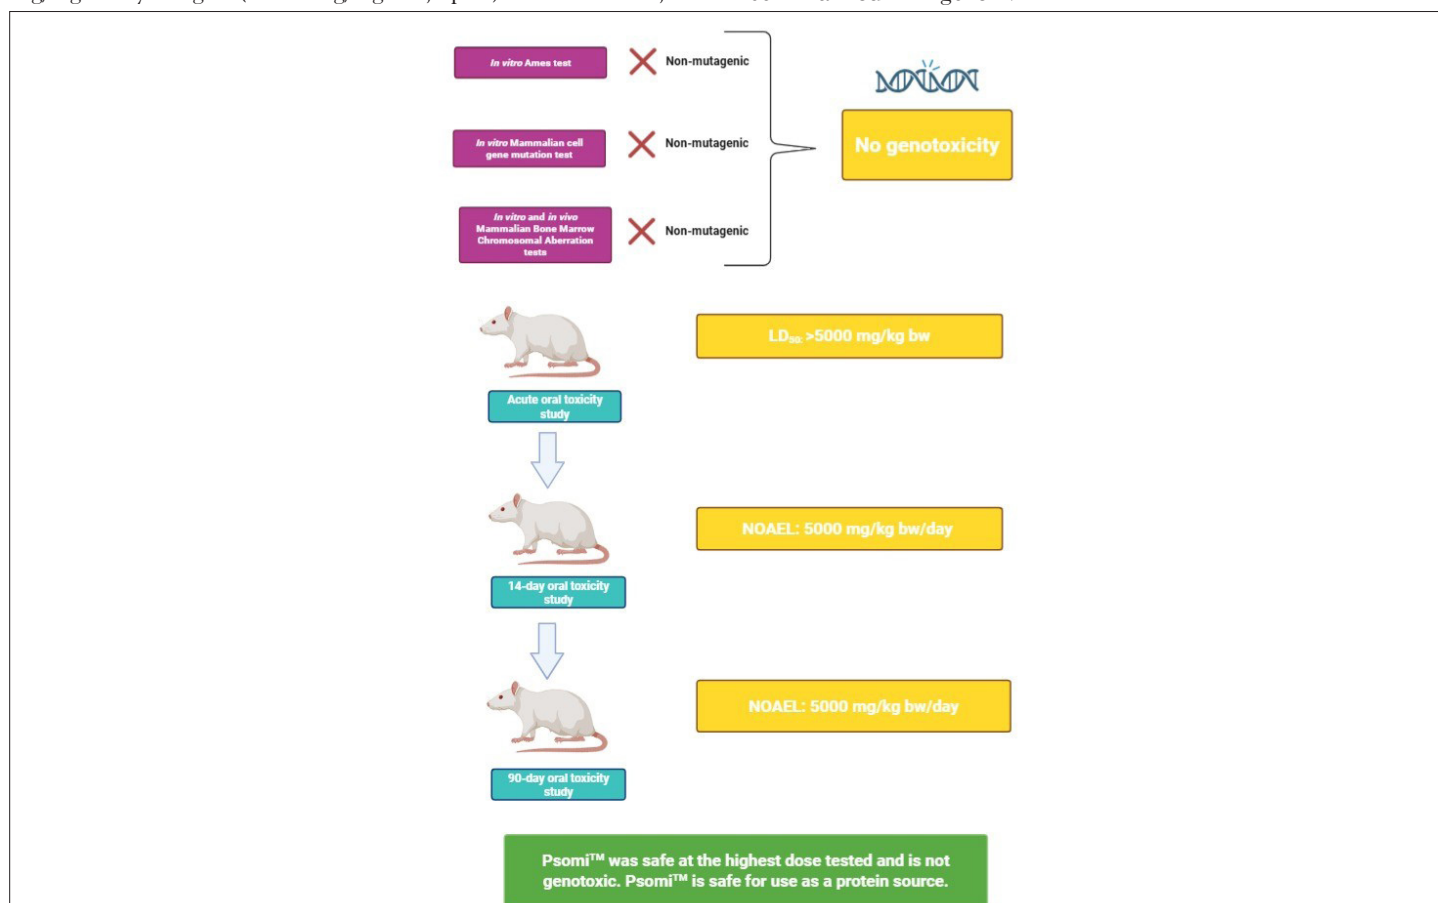 In vitro Ames test
Non-mutagenic
In vitro Mammalian cell
gene mutation test
Non-mutagenic
In vitro and in vivo
Mammalian Bone Marrow
Chromosomal Aberration
tests
Non-mutagenic
No genotoxicity
LD50: >5000 mg/kg bw
Acute oral toxicity
study
NOAEL: 5000 mg/kg bw/day
14-day oral toxicity
study
NOAEL: 5000 mg/kg bw/day
90-day oral toxicity
study
Psomi™ was safe at the highest dose tested and is not
genotoxic. Psomi™ is safe for use as a protein source.